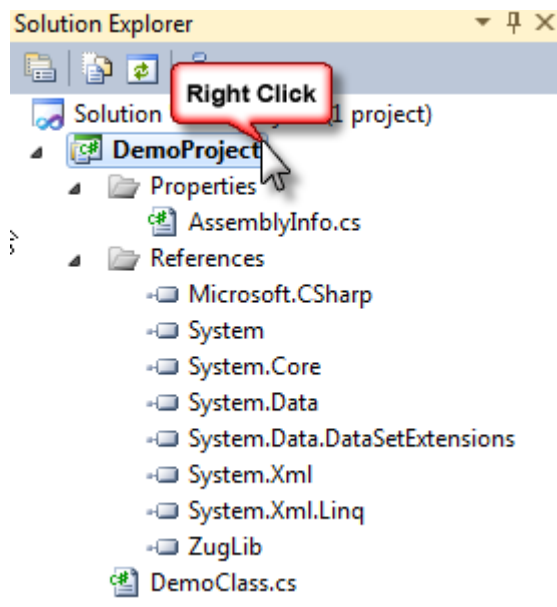 Solution Explorer
Right Click
Solution (1 project)
DemoProject
Properties
AssemblyInfo.cs
References
Microsoft.CSharp
System
System.Core
System.Data
System.Data.DataSetExtensions
System.Xml
System.Xml.Linq
ZugLib
DemoClass.cs